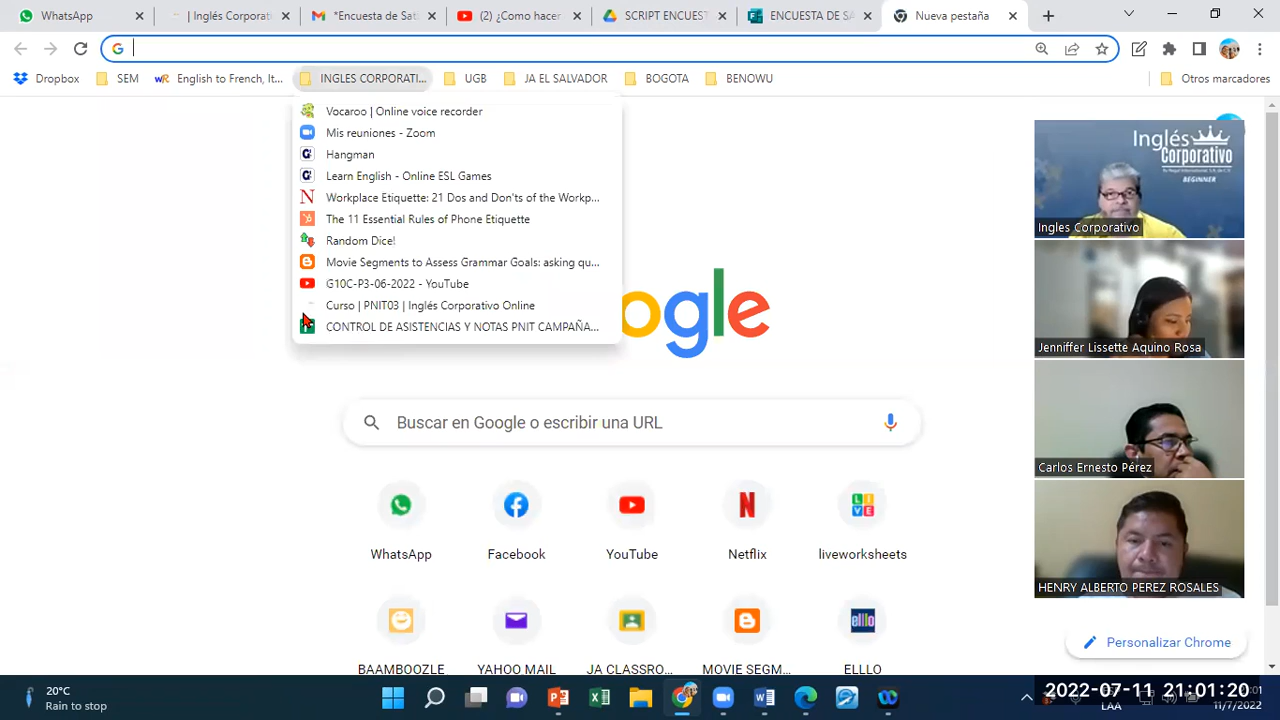 WhatsApp
| Inglés Corporati
*Encuesta de Sat
(2) ¿Como hacer
SCRIPT ENCUEST
ENCUESTA DE SA
Nueva pestaña
Dropbox
SEM
English to French, It...
INGLES CORPORATI...
UGB
JA EL SALVADOR
BOGOTA
BENOWU
Otros marcadores
Vocaroo | Online voice recorder
Mis reuniones - Zoom
Hangman
Learn English - Online ESL Games
Workplace Etiquette: 21 Dos and Don'ts of the Workp...
The 11 Essential Rules of Phone Etiquette
Random Dice!
Movie Segments to Assess Grammar Goals: asking qu...
G10C-P3-06-2022 - YouTube
Curso | PNIT03 | Inglés Corporativo Online
CONTROL DE ASISTENCIAS Y NOTAS PNIT CAMPAÑA...
ogle
Buscar en Google o escribir una URL
WhatsApp
Facebook
YouTube
Netflix
LIVE
liveworksheets
BAAMBOOZLE
YAHOO MAIL
JA CLASSRO...
MOVIE SEGM...
elllo
ELLLO
Inglés
Corporativo
BEGINNER
Ingles Corporativo
Jenniffer Lissette Aquino Rosa
Carlos Ernesto Pérez
HENRY ALBERTO PEREZ ROSALES
Personalizar Chrome
20°C
Rain to stop
LAA
2022-07-11 21:01:20
11/7/2022